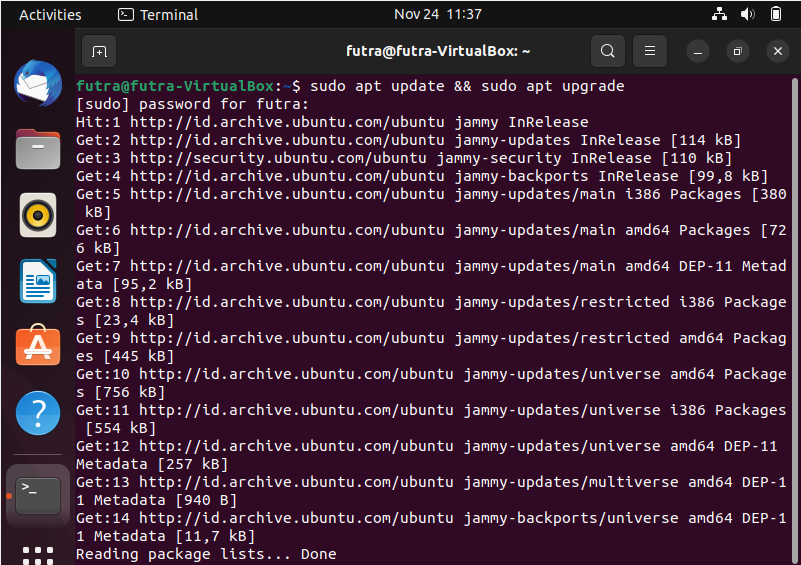 Activities
Terminal
Nov 24 11:37
futra@futra-VirtualBox: ~
futra@futra-VirtualBox:~$ sudo apt update && sudo apt upgrade
[sudo] password for futra:
Hit:1 http://id.archive.ubuntu.com/ubuntu jammy InRelease
Get:2 http://id.archive.ubuntu.com/ubuntu jammy-updates InRelease [114 kB]
Get:3 http://security.ubuntu.com/ubuntu jammy-security InRelease [110 kB]
Get:4 http://id.archive.ubuntu.com/ubuntu jammy-backports InRelease [99,8 kB]
Get:5 http://id.archive.ubuntu.com/ubuntu jammy-updates/main i386 Packages [380
 kB]
Get:6 http://id.archive.ubuntu.com/ubuntu jammy-updates/main amd64 Packages [72
6 kB]
Get:7 http://id.archive.ubuntu.com/ubuntu jammy-updates/main amd64 DEP-11 Metad
ata [95,2 kB]
Get:8 http://id.archive.ubuntu.com/ubuntu jammy-updates/restricted i386 Package
s [23,4 kB]
Get:9 http://id.archive.ubuntu.com/ubuntu jammy-updates/restricted amd64 Packag
es [445 kB]
Get:10 http://id.archive.ubuntu.com/ubuntu jammy-updates/universe amd64 Package
s [756 kB]
Get:11 http://id.archive.ubuntu.com/ubuntu jammy-updates/universe i386 Packages
 [554 kB]
Get:12 http://id.archive.ubuntu.com/ubuntu jammy-updates/universe amd64 DEP-11
Metadata [257 kB]
Get:13 http://id.archive.ubuntu.com/ubuntu jammy-updates/multiverse amd64 DEP-1
1 Metadata [940 B]
Get:14 http://id.archive.ubuntu.com/ubuntu jammy-backports/universe amd64 DEP-1
1 Metadata [11,7 kB]
Reading package lists... Done